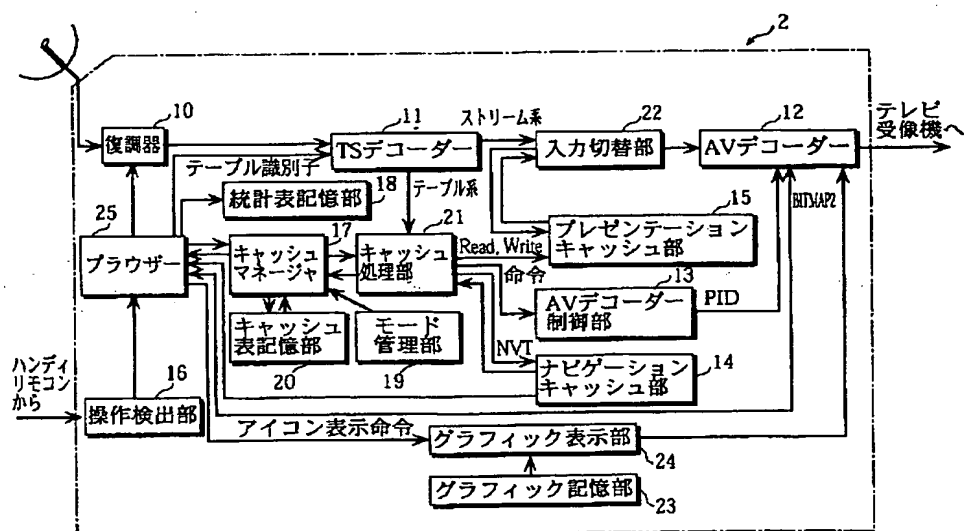 2
10
復調器
11
TSデコーダー
ストリーム系
22
入力切替部
12
AVデコーダー
テレビ
受像機へ
テーブル識別子
18
統計表記憶部
テーブル系
BITMAP2
25
ブラウザー
17
キャッシュ
マネージャ
21
キャッシュ
処理部
Read, Write
15
プレゼンテーション
キャッシュ部
命令
13
AVデコーダー
制御部
PID
キャッシュ
表記憶部
20
モード
管理部
19
NVT
ナビゲーション
キャッシュ部
14
ハンディ
リモコン
から
16
操作検出部
アイコン表示命令
グラフィック表示部
24
グラフィック記憶部
23